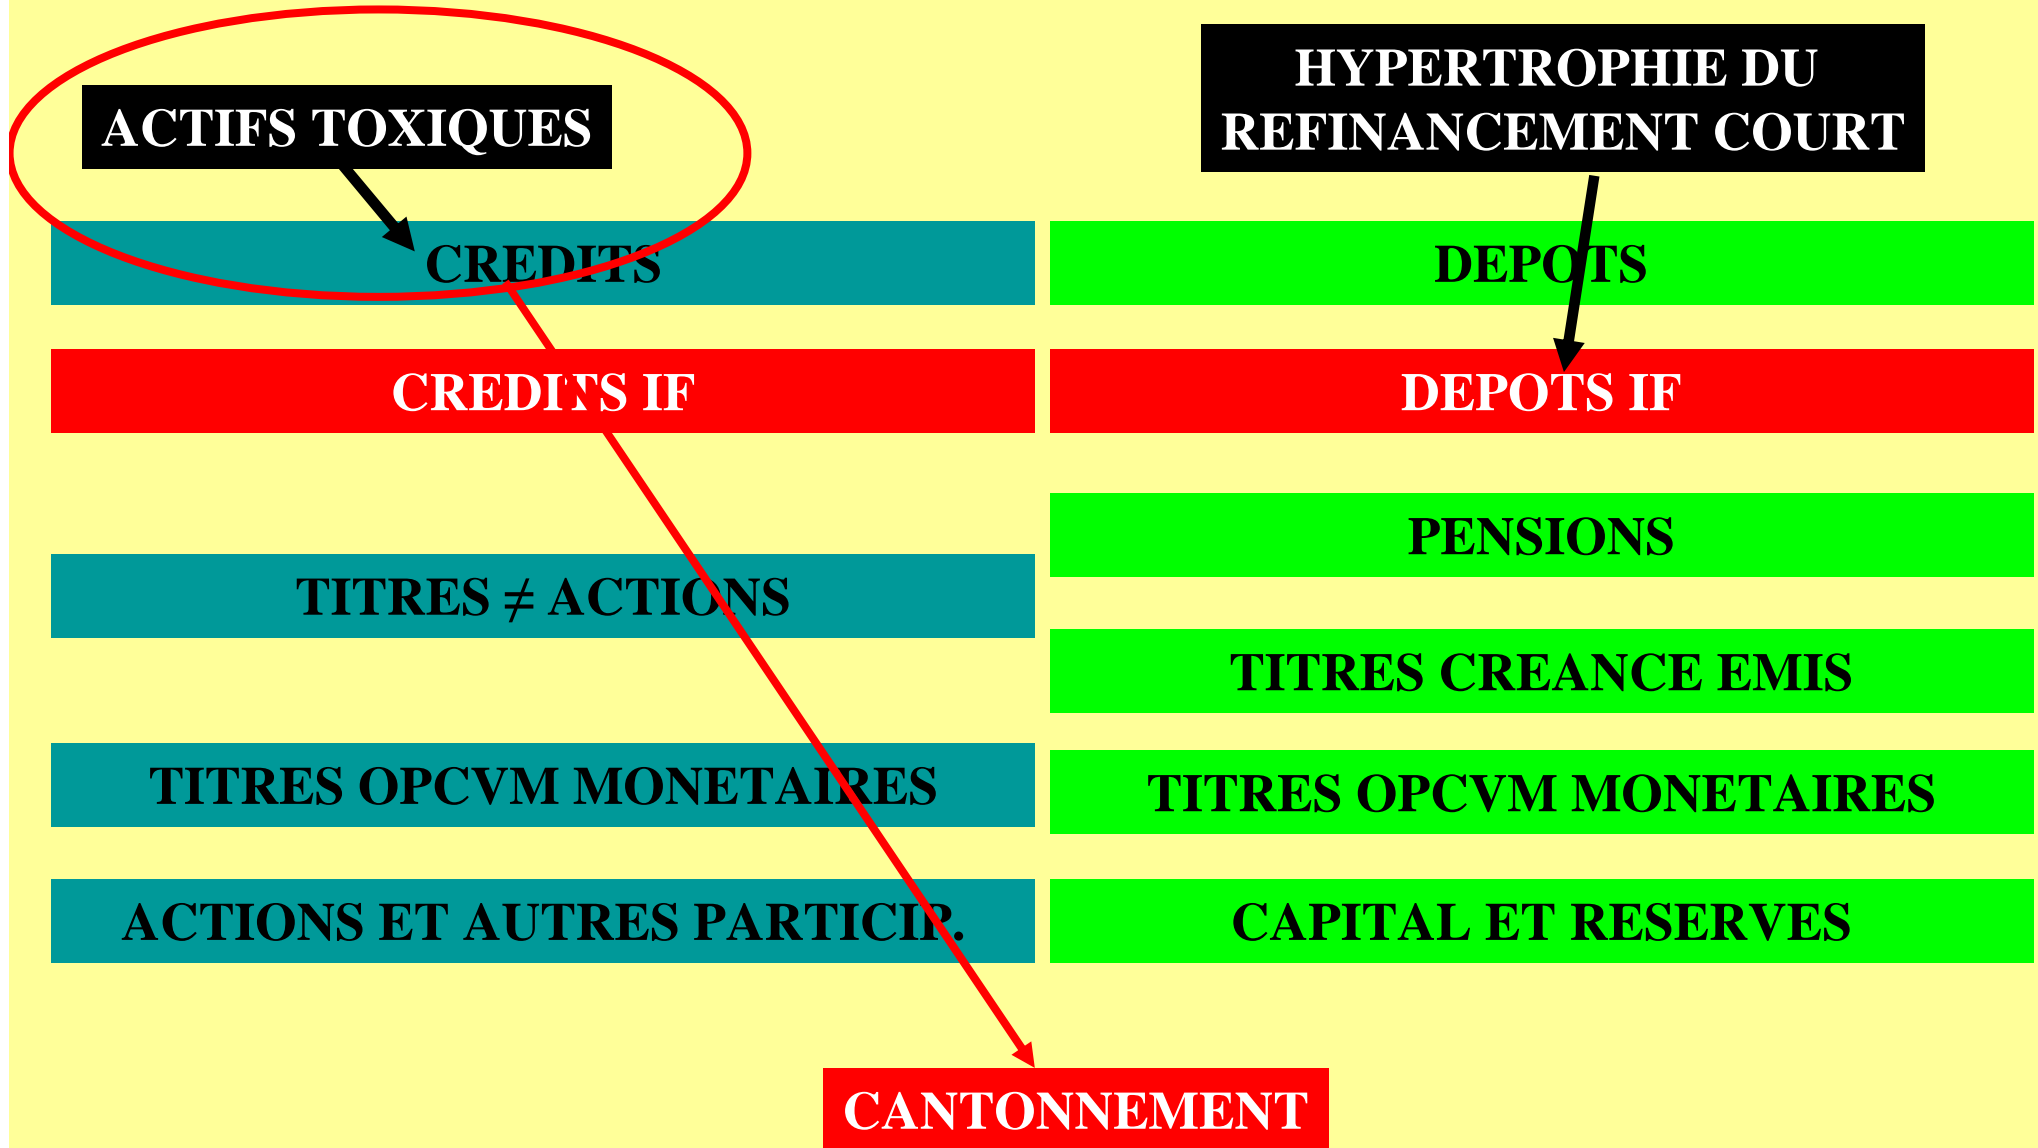 ACTIFS TOXIQUES
HYPERTROPHIE DU
REFINANCEMENT COURT
CREDITS
DEPOTS
CREDITS IF
DEPOTS IF
PENSIONS
TITRES ≠ ACTIONS
TITRES CREANCE EMIS
TITRES OPCVM MONETAIRES
TITRES OPCVM MONETAIRES
ACTIONS ET AUTRES PARTICIP.
CAPITAL ET RESERVES
CANTONNEMENT